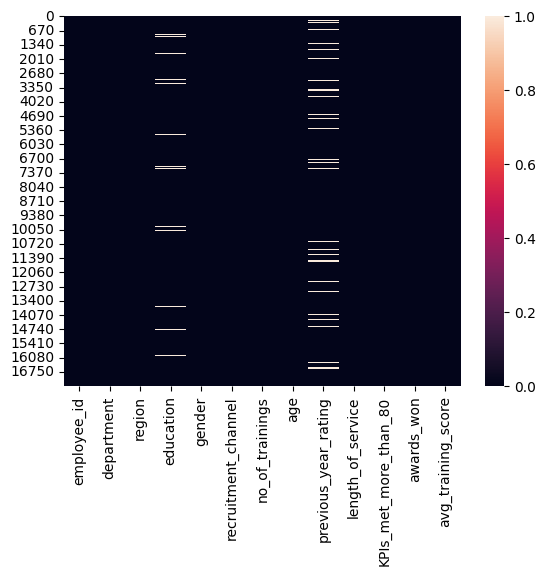 0
670
1340
2010
2680
3350
4020
4690
5360
6030
6700
7370
8040
8710
9380
10050
10720
11390
12060
12730
13400
14070
14740
15410
16080
16750
employee_id
department
region
education
gender
recruitment_channel
no_of_trainings
age
previous_year_rating
length_of_service
KPIs_met_more_than_80
awards_won
avg_training_score
1.0
0.8
0.6
0.4
0.2
0.0